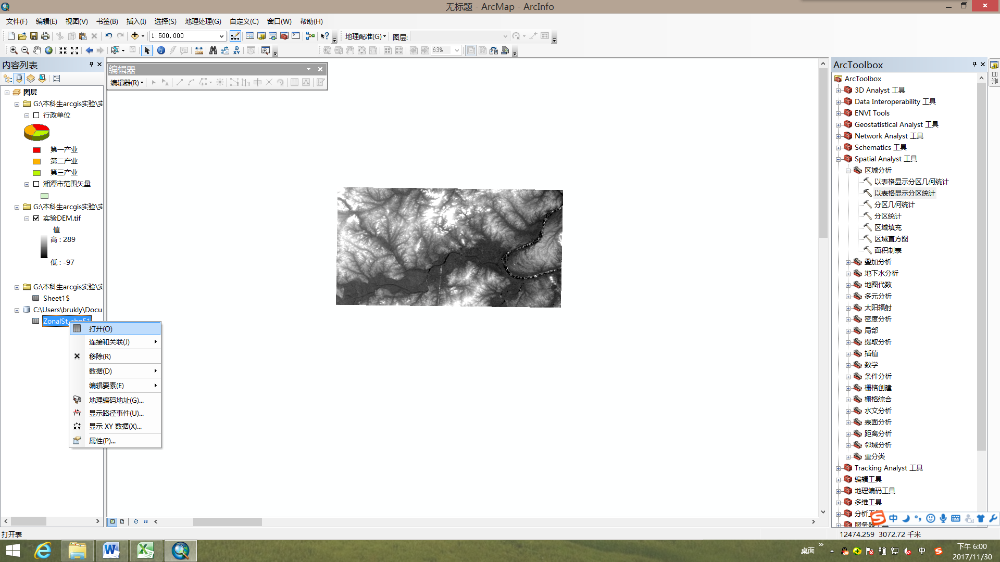 无标题 - ArcMap - ArcInfo
文件(F) 编辑(E) 视图(V) 书签(B) 插入(I) 选择(S) 地理处理(G) 自定义(C) 窗口(W) 帮助(H)
1:500,000
地理配准(G)
图层:
63%
内容列表
图层
G:\本科生arcgis实验\实
行政单位
第一产业
第二产业
第三产业
湘潭市范围矢量
G:\本科生arcgis实验\实
实验DEM.tif
值
高 : 289
低 : -97
G:\本科生arcgis实验\实
Sheet1$
C:\Users\brukly\Docu
ZonalSt_shp51
打开(O)
连接和关联(J)
移除(R)
数据(D)
编辑要素(E)
地理编码地址(G)...
显示路径事件(U)...
显示 XY 数据(X)...
属性(P)...
编辑器
编辑器(R)
ArcToolbox
ArcToolbox
3D Analyst 工具
Data Interoperability 工具
ENVI Tools
Geostatistical Analyst 工具
Network Analyst 工具
Schematics 工具
Spatial Analyst 工具
区域分析
以表格显示分区几何统计
以表格显示分区统计
分区几何统计
分区统计
区域填充
区域直方图
面积制表
叠加分析
地下水分析
地图代数
多元分析
太阳辐射
密度分析
局部
提取分析
插值
数学
条件分析
栅格创建
栅格综合
水文分析
表面分析
距离分析
邻域分析
重分类
Tracking Analyst 工具
编辑工具
地理编码工具
多维工具
分析工
中
打开表
12474.259 3072.72 千米
桌面
中
下午 6:00
2017/11/30